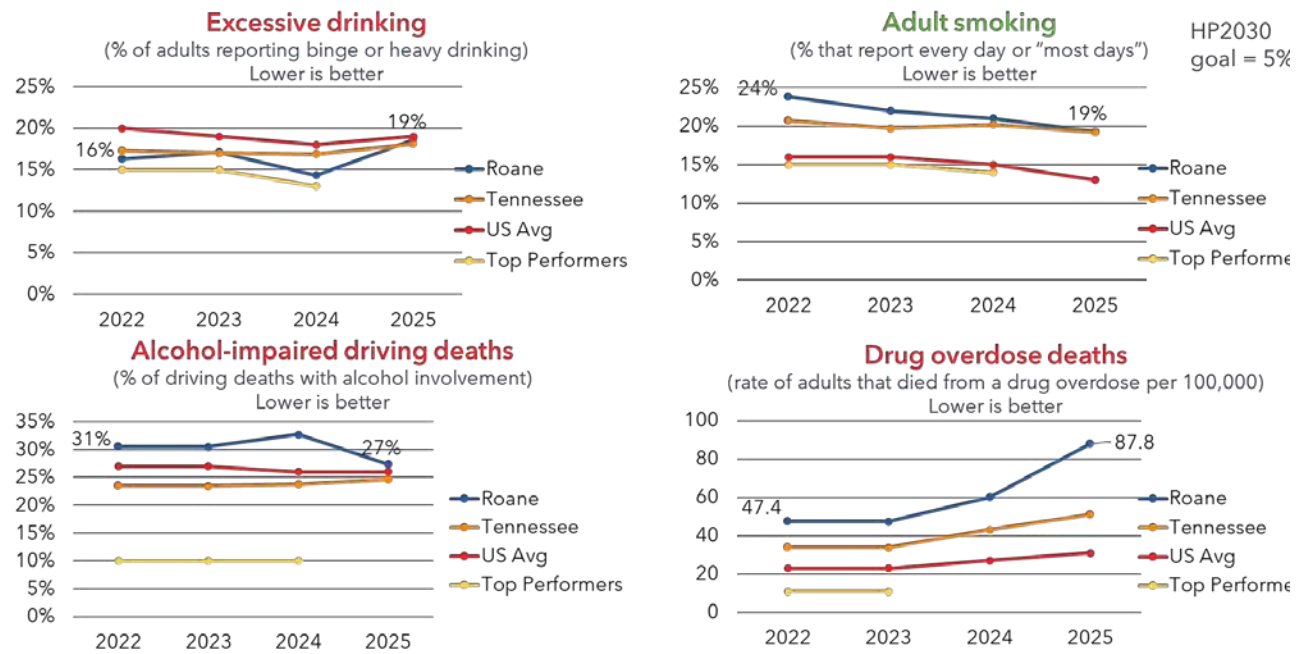 Excessive drinking
(% of adults reporting binge or heavy drinking)
Lower is better
25%
20%
15%
10%
5%
0%
16%
19%
2022
2023
2024
2025
Roane
Tennessee
US Avg
Top Performers
Adult smoking
(% that report every day or “most days”)
Lower is better
HP2030
goal = 5%
25%
20%
15%
10%
5%
0%
24%
19%
2022
2023
2024
2025
Roane
Tennessee
US Avg
Top Performe
Alcohol-impaired driving deaths
(% of driving deaths with alcohol involvement)
Lower is better
35%
30%
25%
20%
15%
10%
5%
0%
31%
27%
2022
2023
2024
2025
Roane
Tennessee
US Avg
Top Performers
Drug overdose deaths
(rate of adults that died from a drug overdose per 100,000)
Lower is better
100
80
60
40
20
0
47.4
87.8
2022
2023
2024
2025
Roane
Tennessee
US Avg
Top Performe